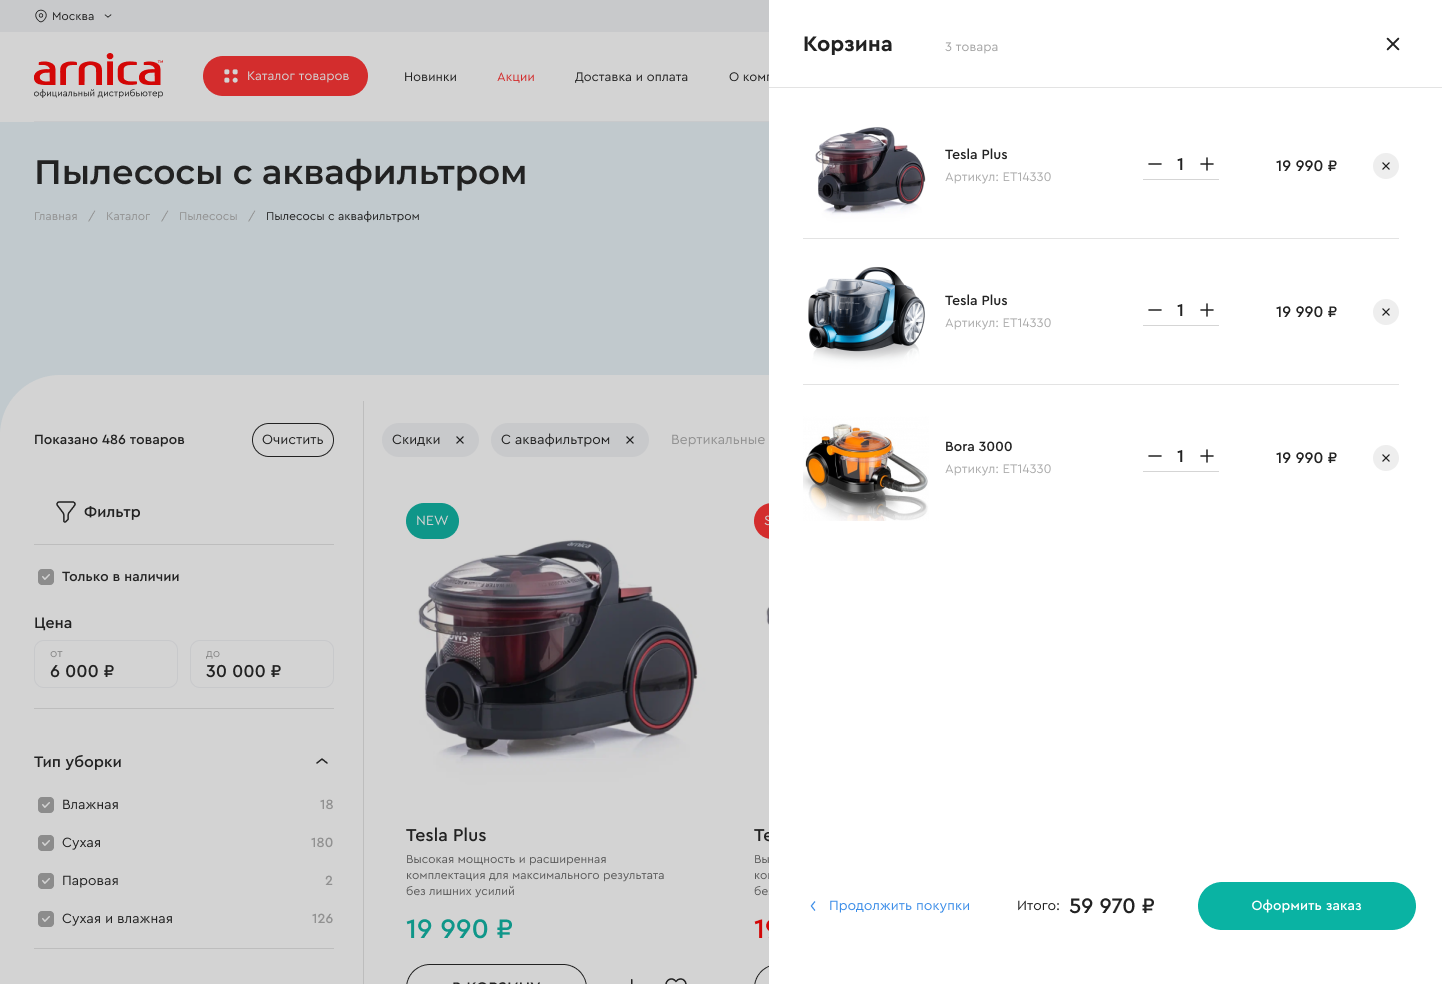 Москва
arnica
официальный дистрибьютер
Каталог товаров
Новинки
Акции
Доставка и оплата
О комп
Пылесосы с аквафильтром
Главная / Каталог / Пылесосы / Пылесосы с аквафильтром
Показано 486 товаров
Очистить
Скидки
С аквафильтром
Вертикальные
Фильтр
Только в наличии
Цена
от
6 000 ₽
до
30 000 ₽
Тип уборки
Влажная 18
Сухая 180
Паровая 2
Сухая и влажная 126
NEW
Tesla Plus
Высокая мощность и расширенная
комплектация для максимального результата
без лишних усилий
19 990 ₽
В КОРЗИНУ
Корзина
3 товара
Tesla Plus
Артикул: ET14330
1
19 990 ₽
Tesla Plus
Артикул: ET14330
1
19 990 ₽
Bora 3000
Артикул: ET14330
1
19 990 ₽
Продолжить покупки
Итого: 59 970 ₽
Оформить заказ